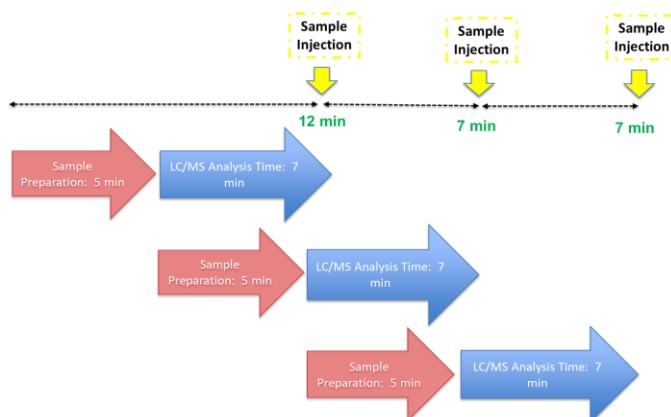 Sample
Injection
Sample
Injection
Sample
Injection
12 min
7 min
7 min
Sample
Preparation: 5 min
LC/MS Analysis Time: 7
min
Sample
Preparation: 5 min
LC/MS Analysis Time: 7
min
Sample
Preparation: 5 min
LC/MS Analysis Time: 7
min